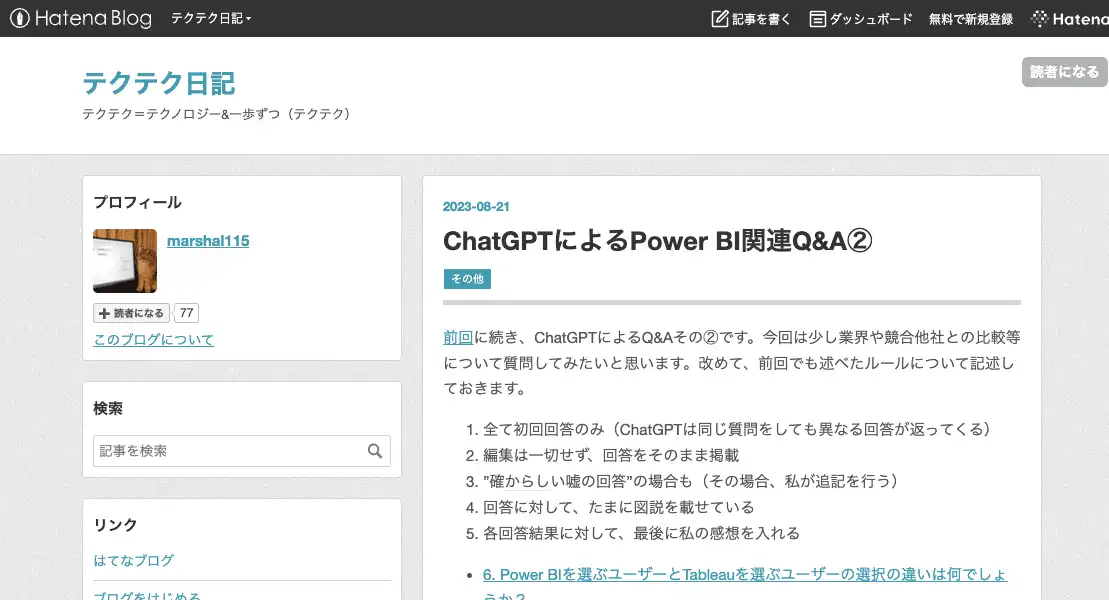 Hatena Blog テクテク日記
記事を書く ダッシュボード 無料で新規登録 Hatena
テクテク日記
テクテク＝テクノロジー&一歩ずつ（テクテク）
読者になる
プロフィール
marshal115
読者になる 77
このブログについて
検索
記事を検索
リンク
はてなブログ
ブログをはじめる
2023-08-21
ChatGPTによるPower BI関連Q&A②
その他
前回に続き、ChatGPTによるQ&Aその②です。今回は少し業界や競合他社との比較等
について質問してみたいと思います。改めて、前回でも述べたルールについて記述し
ておきます。
1. 全て初回回答のみ（ChatGPTは同じ質問をしても異なる回答が返ってくる）
2. 編集は一切せず、回答をそのまま掲載
3. ”確からしい嘘の回答”の場合も（その場合、私が追記を行う）
4. 回答に対して、たまに図説を載せている
5. 各回答結果に対して、最後に私の感想を入れる
6. Power BIを選ぶユーザーとTableauを選ぶユーザーの選択の違いは何でしょ
うか？